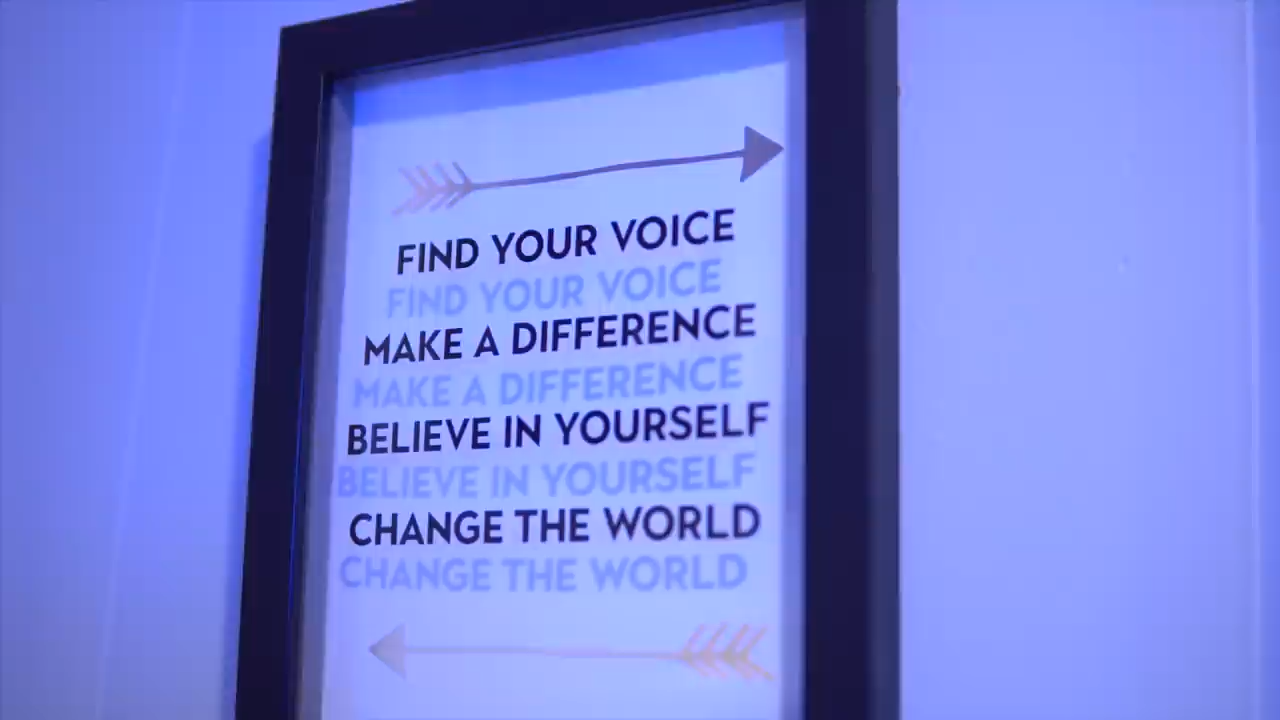 FIND YOUR VOICE
FIND YOUR VOICE
MAKE A DIFFERENCE
MAKE A DIFFERENCE
BELIEVE IN YOURSELF
BELIEVE IN YOURSELF
CHANGE THE WORLD
CHANGE THE WORLD